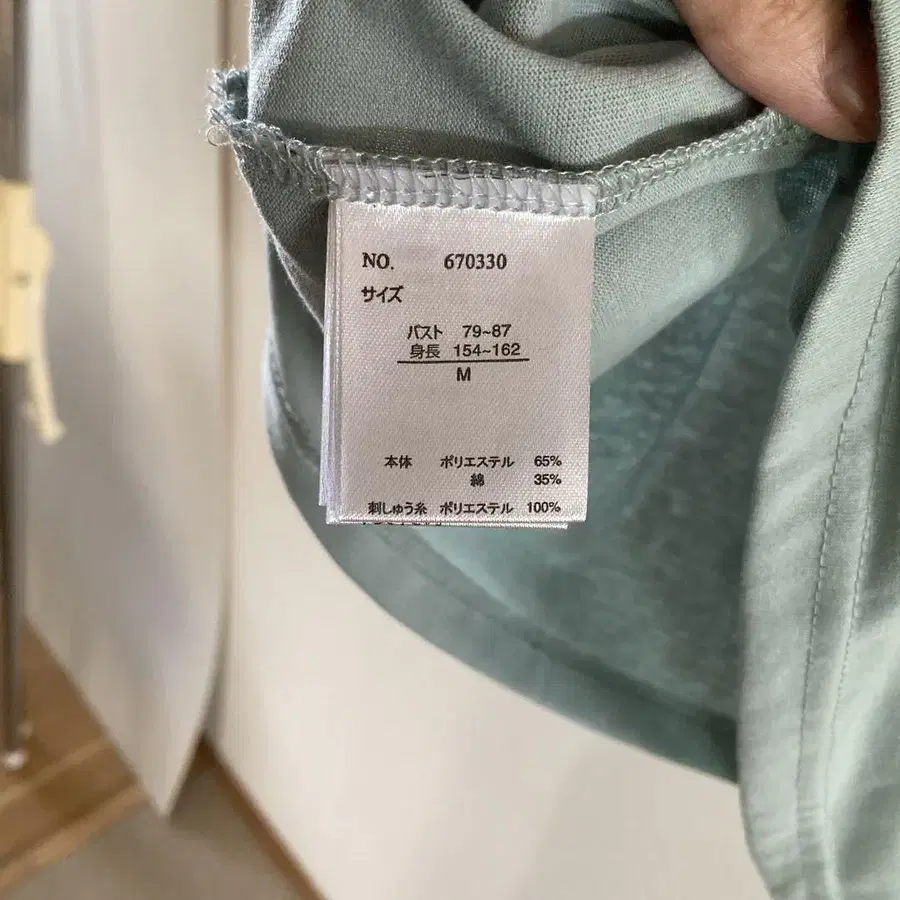 NO. 670330
サイズ
バスト 79~87
身長 154~162
M
本体 ポリエステル 65%
綿 35%
刺しゅう糸 ポリエステル 100%